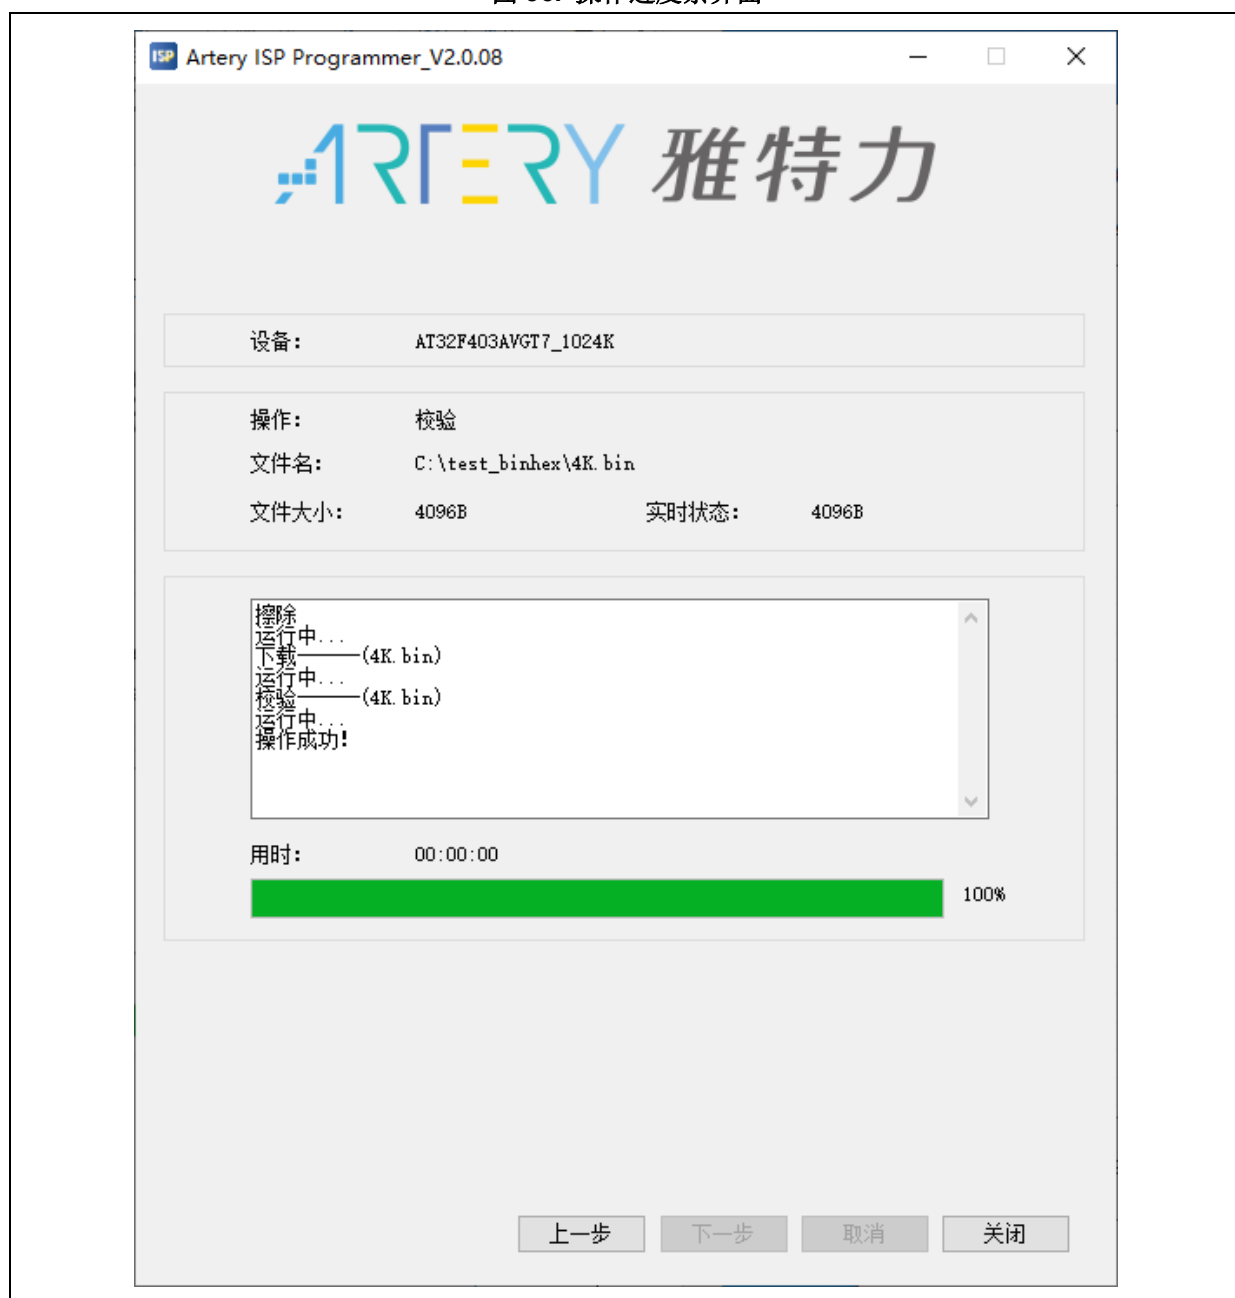 ISP Artery ISP Programmer_V2.0.08
ARTERY 雅特力
设备： AT32F403AVGT7_1024K
操作： 校验
文件名： C:\test_binhex\4K.bin
文件大小： 4096B 实时状态： 4096B
擦除
运行中...
下载———(4K.bin)
运行中...
校验———(4K.bin)
运行中...
操作成功！
用时： 00:00:00
100%
上一步 下一步 取消 关闭